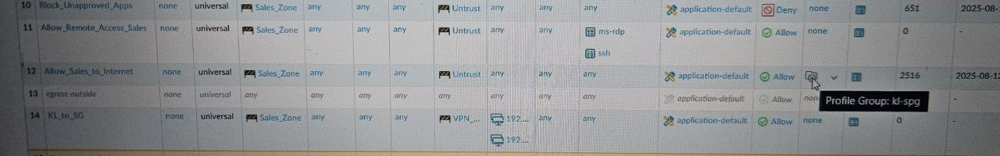 10 Block_Unapproved_Apps none universal Sales_Zone any any any Untrust any any any application-default Deny none 651 2025-08-
11 Allow_Remote_Access_Sales none universal Sales_Zone any any any Untrust any any ms-rdp application-default Allow none 0 -
ssh
12 Allow_Sales_to_Internet none universal Sales_Zone any any any Untrust any any any application-default Allow 2516 2025-08-12
13 egress-outside none universal any any any any any any any any application-default Allow non -
Profile Group: kl-spg
14 KL_to_SG none universal Sales_Zone any any any VPN_... 192.... any any application-default Allow none 0 -
192....